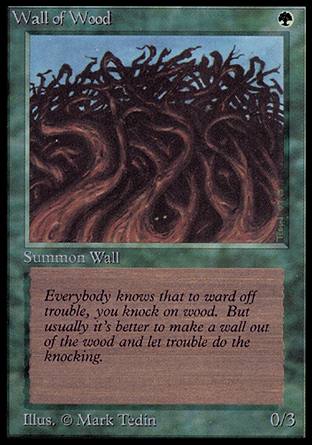 Wall of Wood
Summon Wall
Everybody knows that to ward off
trouble, you knock on wood. But
usually it's better to make a wall out
of the wood and let trouble do the
knocking.
Illus. © Mark Tedin
0/3